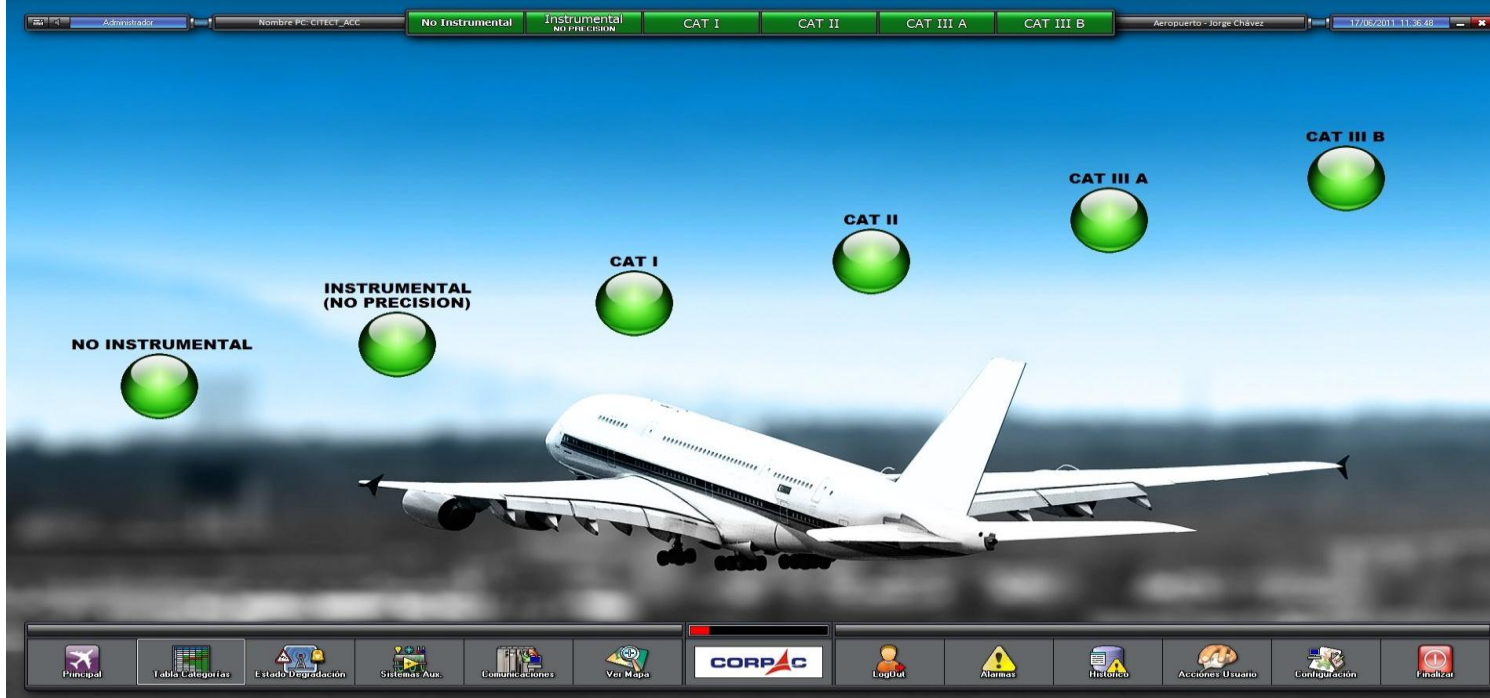 Administrador
Nombre PC: CITECT_ACC
No Instrumental
Instrumental
NO PRECISION
CAT I
CAT II
CAT III A
CAT III B
Aeropuerto - Jorge Chávez
17/06/2011 11:36:48
CAT III B
CAT III A
CAT II
CAT I
INSTRUMENTAL
(NO PRECISION)
NO INSTRUMENTAL
Principal
Tabla Categorías
Estado Degradación
Sistemas Aux.
Comunicaciones
Ver Mapa
CORPAC
LogOut
Alarmas
Histórico
Acciones Usuario
Configuración
Finalizar